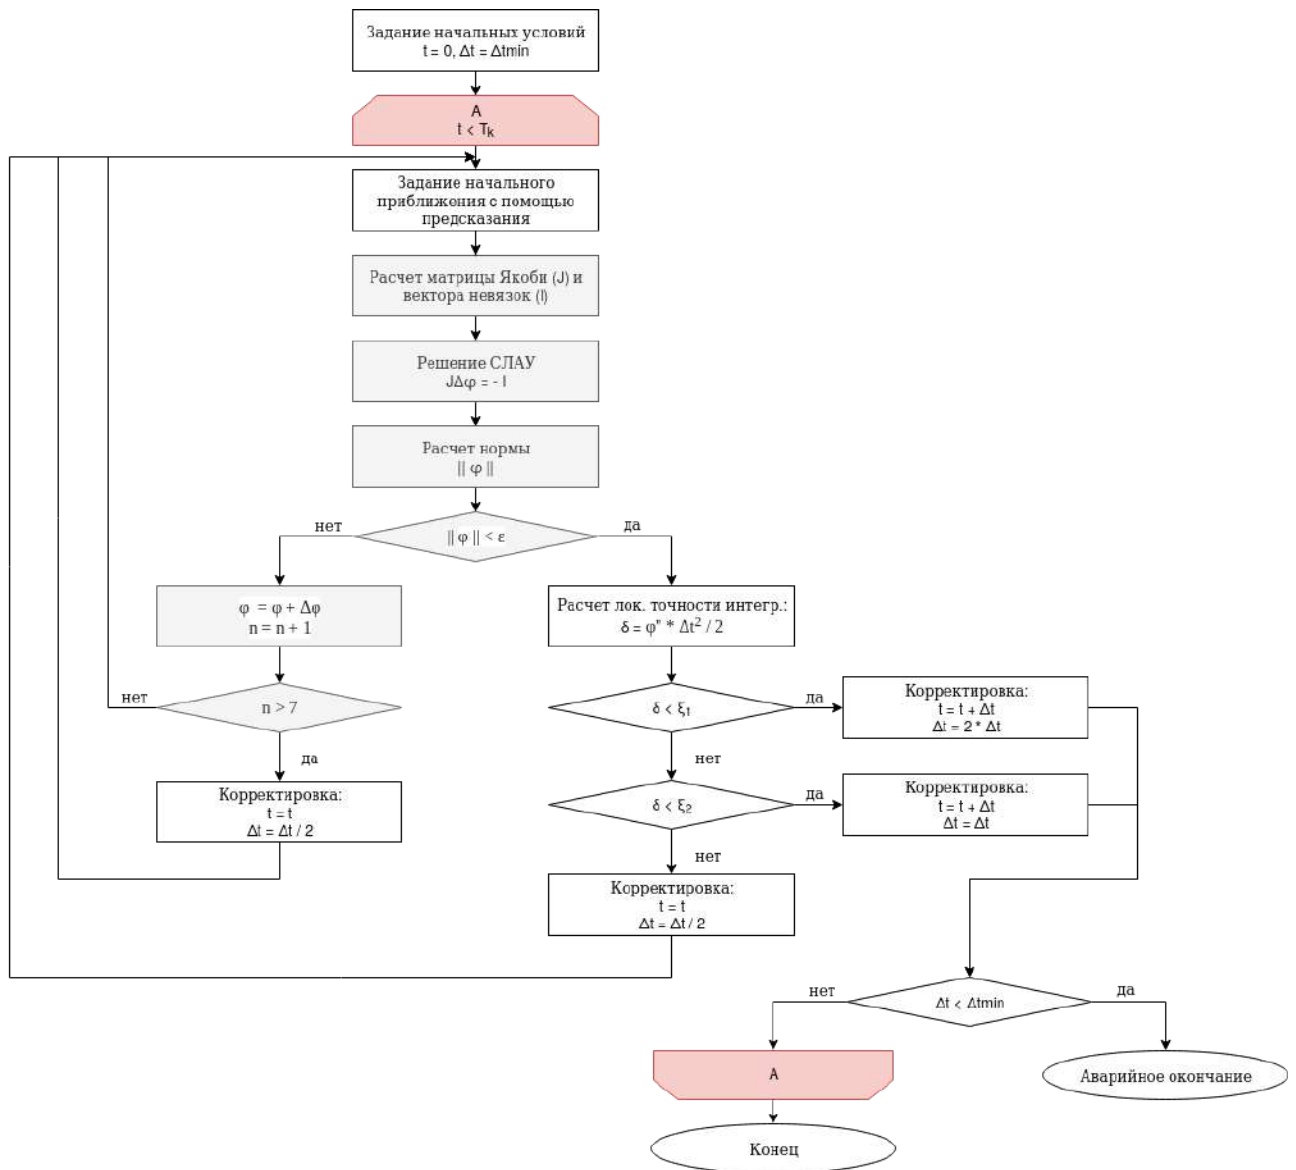 Задание начальных условий
t = 0, Δt = Δtmin
A
t < Tk
Задание начального
приближения с помощью
предсказания
Расчет матрицы Якоби (J) и
вектора невязок (I)
Решение СЛАУ
JΔφ = - I
Расчет нормы
|| φ ||
нет
|| φ || < ε
да
φ = φ + Δφ
n = n + 1
Расчет лок. точности интегр.:
δ = φ'' * Δt² / 2
нет
n > 7
да
Корректировка:
t = t
Δt = Δt / 2
δ < ξ₁
да
Корректировка:
t = t + Δt
Δt = 2 * Δt
нет
δ < ξ₂
да
Корректировка:
t = t + Δt
Δt = Δt
нет
Корректировка:
t = t
Δt = Δt / 2
нет
Δt < Δtmin
да
A
Аварийное окончание
Конец